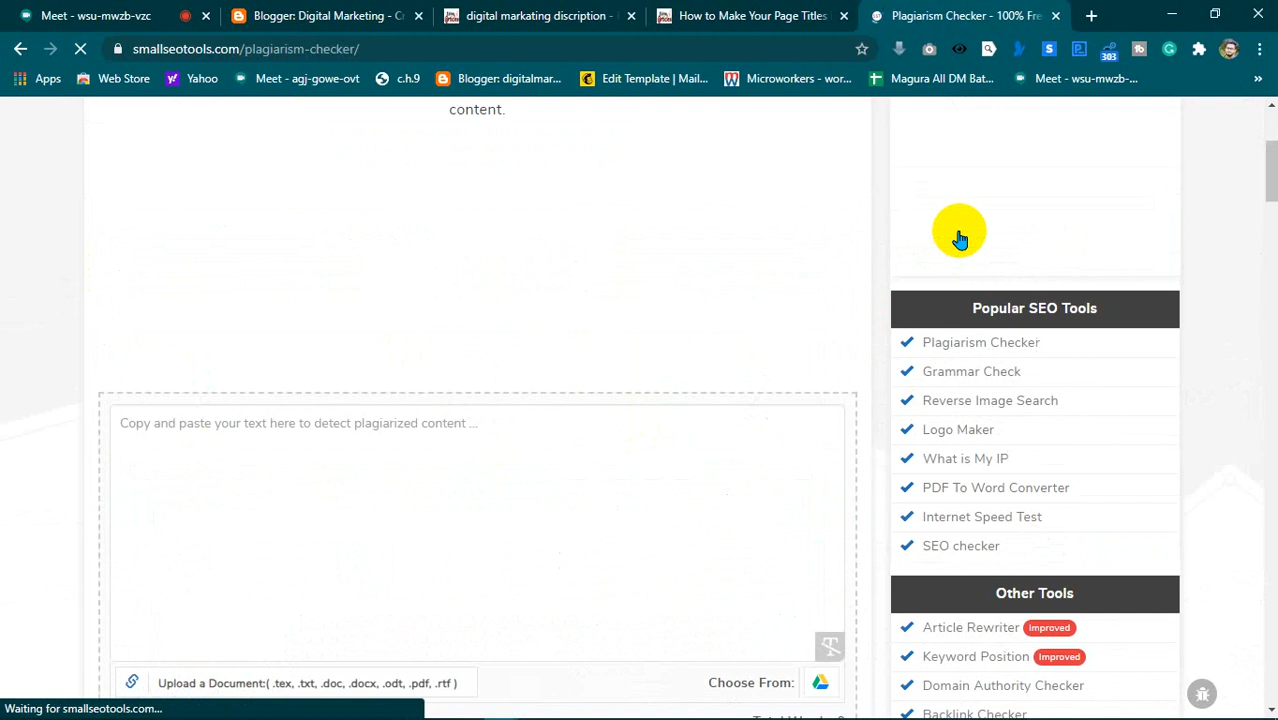 Meet - wsu-mwz-vzc
Blogger: Digital Marketing - C
digital markating discription -
How to Make Your Page Titles
Plagiarism Checker - 100% Fre
smallseotools.com/plagiarism-checker/
303
Apps
Web Store
Yahoo
Meet - agj-gowe-ovt
c.h.9
Blogger: digitalmar...
Edit Template | Mail...
Microworkers - wor...
Magura All DM Bat...
Meet - wsu-mwzb-...
»
content.
Popular SEO Tools
Plagiarism Checker
Grammar Check
Reverse Image Search
Logo Maker
What is My IP
PDF To Word Converter
Internet Speed Test
SEO checker
Copy and paste your text here to detect plagiarized content ...
Upload a Document:( .tex, .txt, .doc, .docx, .odt, .pdf, .rtf )
Choose From:
Other Tools
Article Rewriter Improved
Keyword Position Improved
Domain Authority Checker
Backlink Checker
Waiting for smallseotools.com...